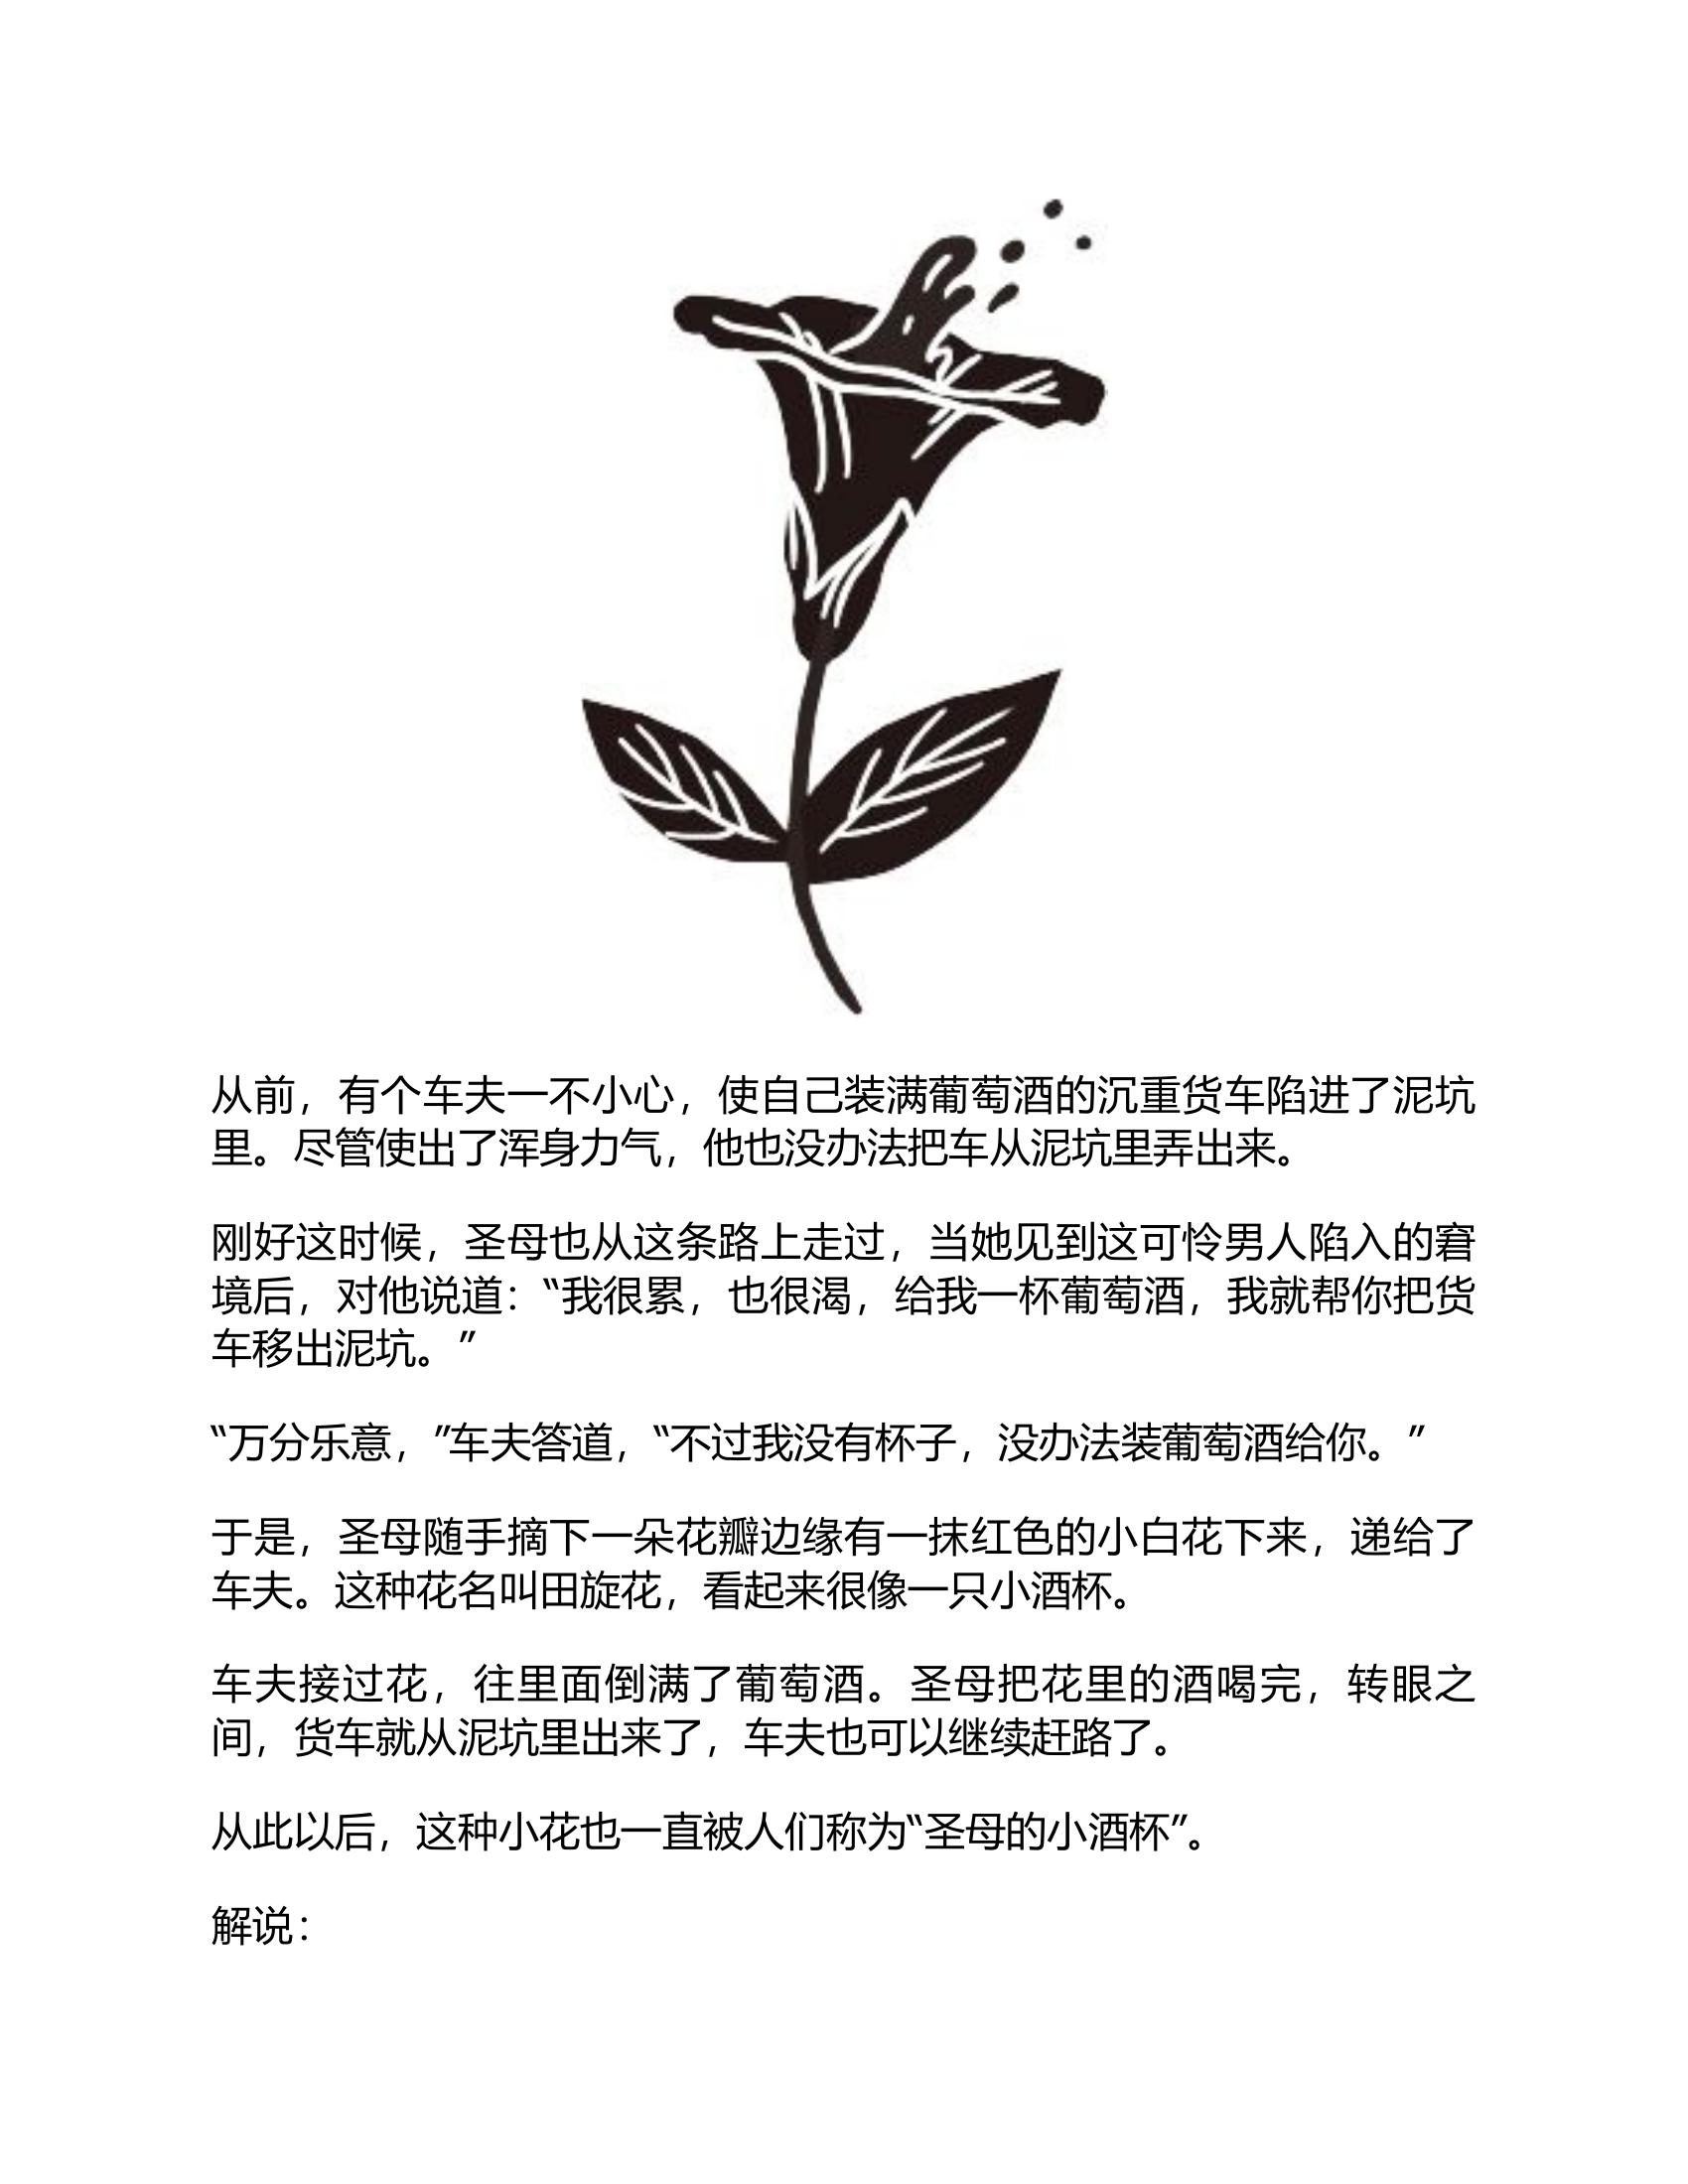 从前，有个车夫一不小心，使自己装满葡萄酒的沉重货车陷进了泥坑
里。尽管使出了浑身力气，他也没办法把车从泥坑里弄出来。
刚好这时候，圣母也从这条路上走过，当她见到这可怜男人陷入的窘
境后，对他说道：“我很累，也很渴，给我一杯葡萄酒，我就帮你把货
车移出泥坑。”
“万分乐意，”车夫答道，“不过我没有杯子，没办法装葡萄酒给你。”
于是，圣母随手摘下一朵花瓣边缘有一抹红色的小白花下来，递给了
车夫。这种花名叫田旋花，看起来很像一只小酒杯。
车夫接过花，往里面倒满了葡萄酒。圣母把花里的酒喝完，转眼之
间，货车就从泥坑里出来了，车夫也可以继续赶路了。
从此以后，这种小花也一直被人们称为“圣母的小酒杯”。
解说：